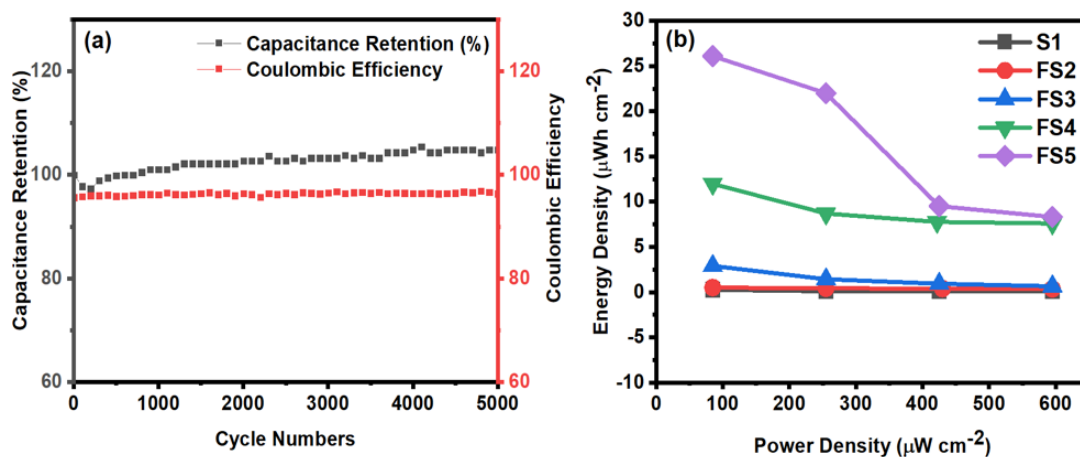 (a)
Capacitance Retention (%)
Coulombic Efficiency
120
100
80
60
Capacitance Retention (%)
0
1000
2000
3000
4000
5000
Cycle Numbers
120
100
80
60
Coulombic Efficiency
(b)
S1
FS2
FS3
FS4
FS5
30
25
20
15
10
5
0
-5
-10
Energy Density (μWh cm⁻²)
0
100
200
300
400
500
600
Power Density (μW cm⁻²)